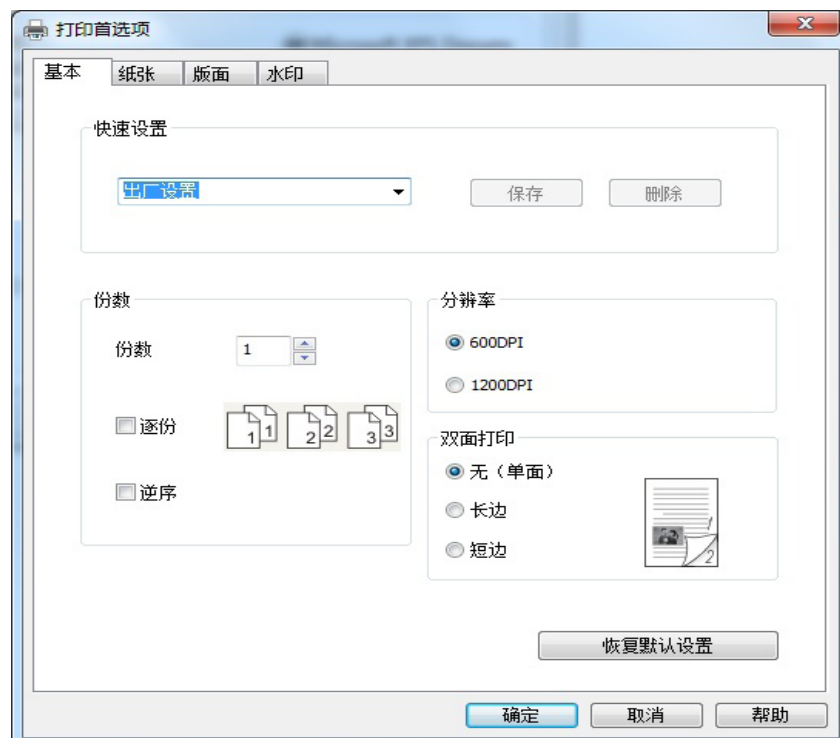 打印首选项
基本 纸张 版面 水印
快速设置
出厂设置
保存 删除
份数
份数 1
逐份 1 1 2 2 3 3
逆序
分辨率
600DPI
1200DPI
双面打印
无（单面）
长边
短边
1
2
恢复默认设置
确定 取消 帮助